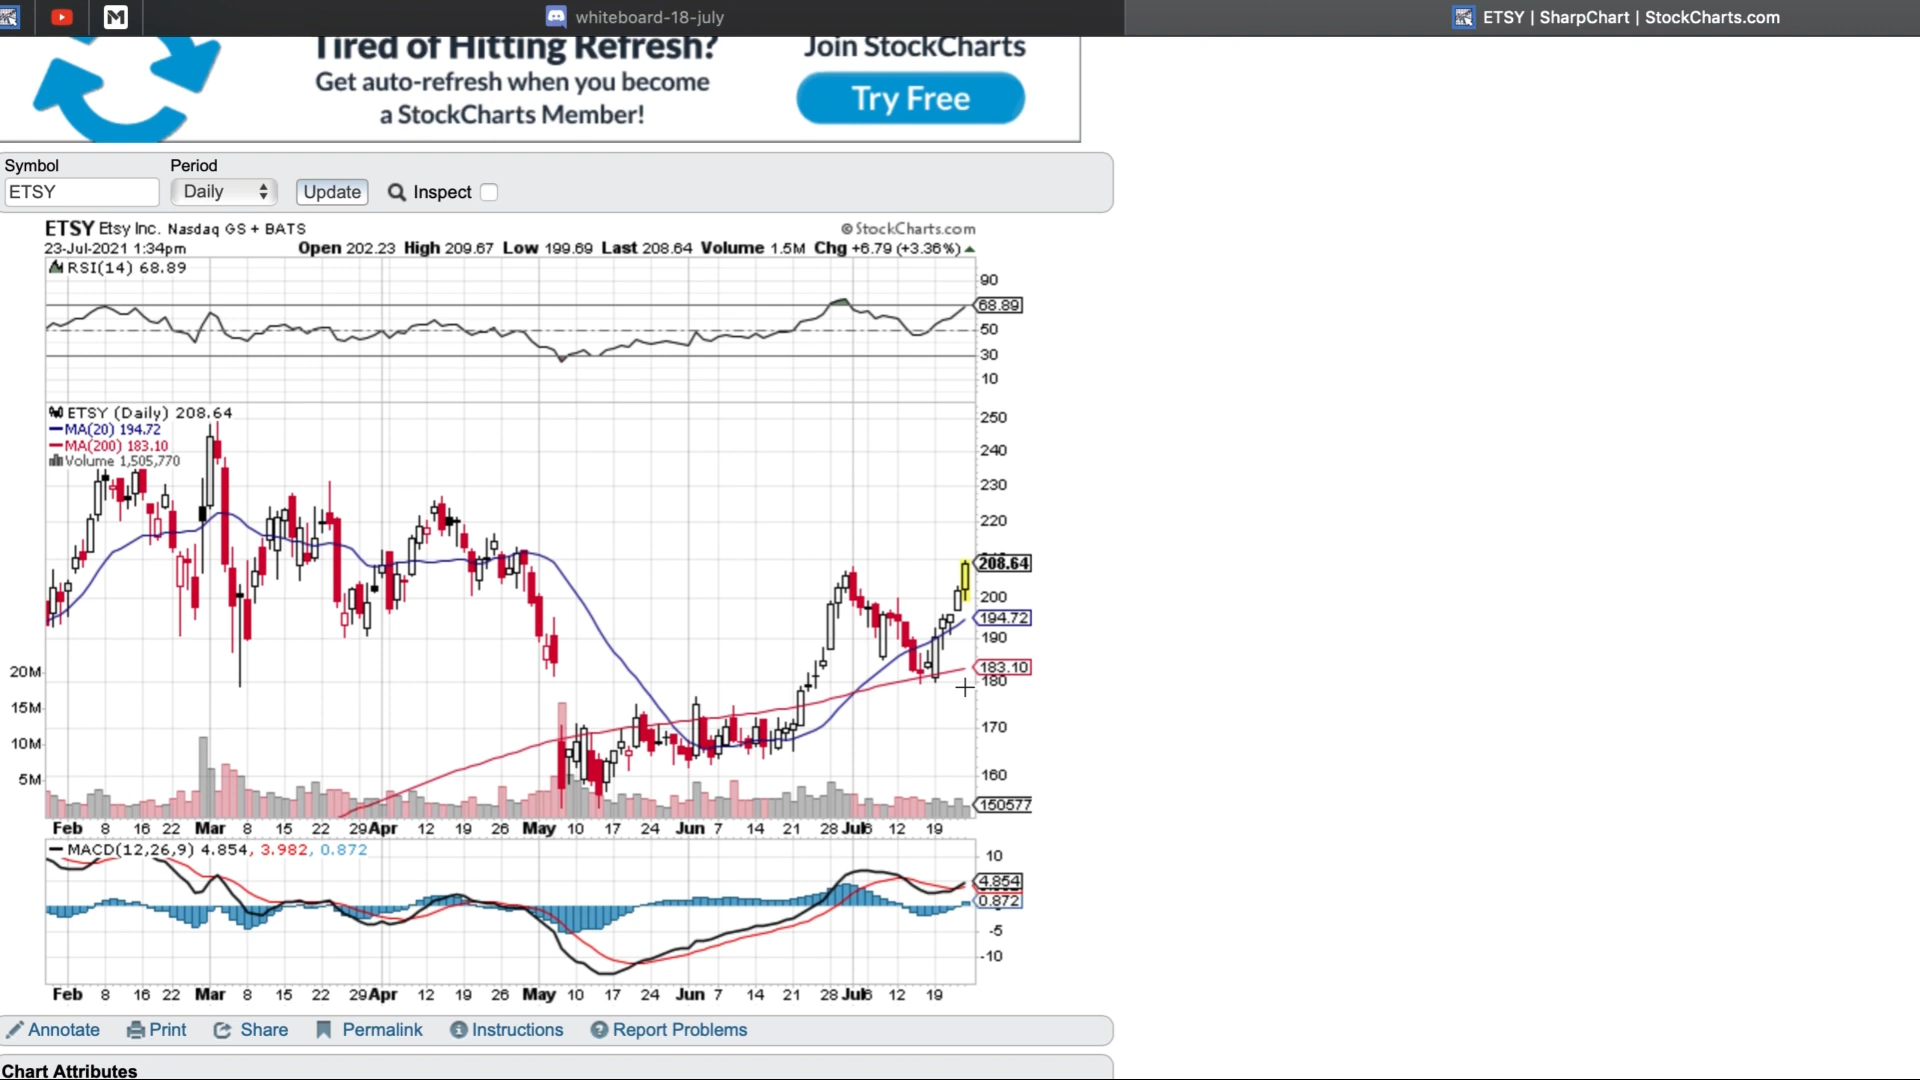 whiteboard-18-july
ETSY | SharpChart | StockCharts.com
Tired of Hitting Refresh?
Get auto-refresh when you become
a StockCharts Member!
Join StockCharts
Try Free
Symbol
Period
ETSY
Daily
Update
Inspect
ETSY Etsy Inc. Nasdaq GS + BATS
© StockCharts.com
23-Jul-2021 1:34pm
Open 202.23 High 209.67 Low 199.69 Last 208.64 Volume 1.5M Chg +6.79 (+3.36%)
RSI(14) 68.89
90
68.89
50
30
10
ETSY (Daily) 208.64
MA(20) 194.72
MA(200) 183.10
Volume 1,505,770
250
240
230
220
208.64
200
194.72
190
183.10
180
170
160
150577
20M
15M
10M
5M
Feb 8 16 22 Mar 8 15 22 29 Apr 12 19 26 May 10 17 24 Jun 7 14 21 28 Jul 6 12 19
MACD(12,26,9) 4.854, 3.982, 0.872
10
4.854
0.872
-5
-10
Feb 8 16 22 Mar 8 15 22 29 Apr 12 19 26 May 10 17 24 Jun 7 14 21 28 Jul 6 12 19
Annotate
Print
Share
Permalink
Instructions
Report Problems
Chart Attributes